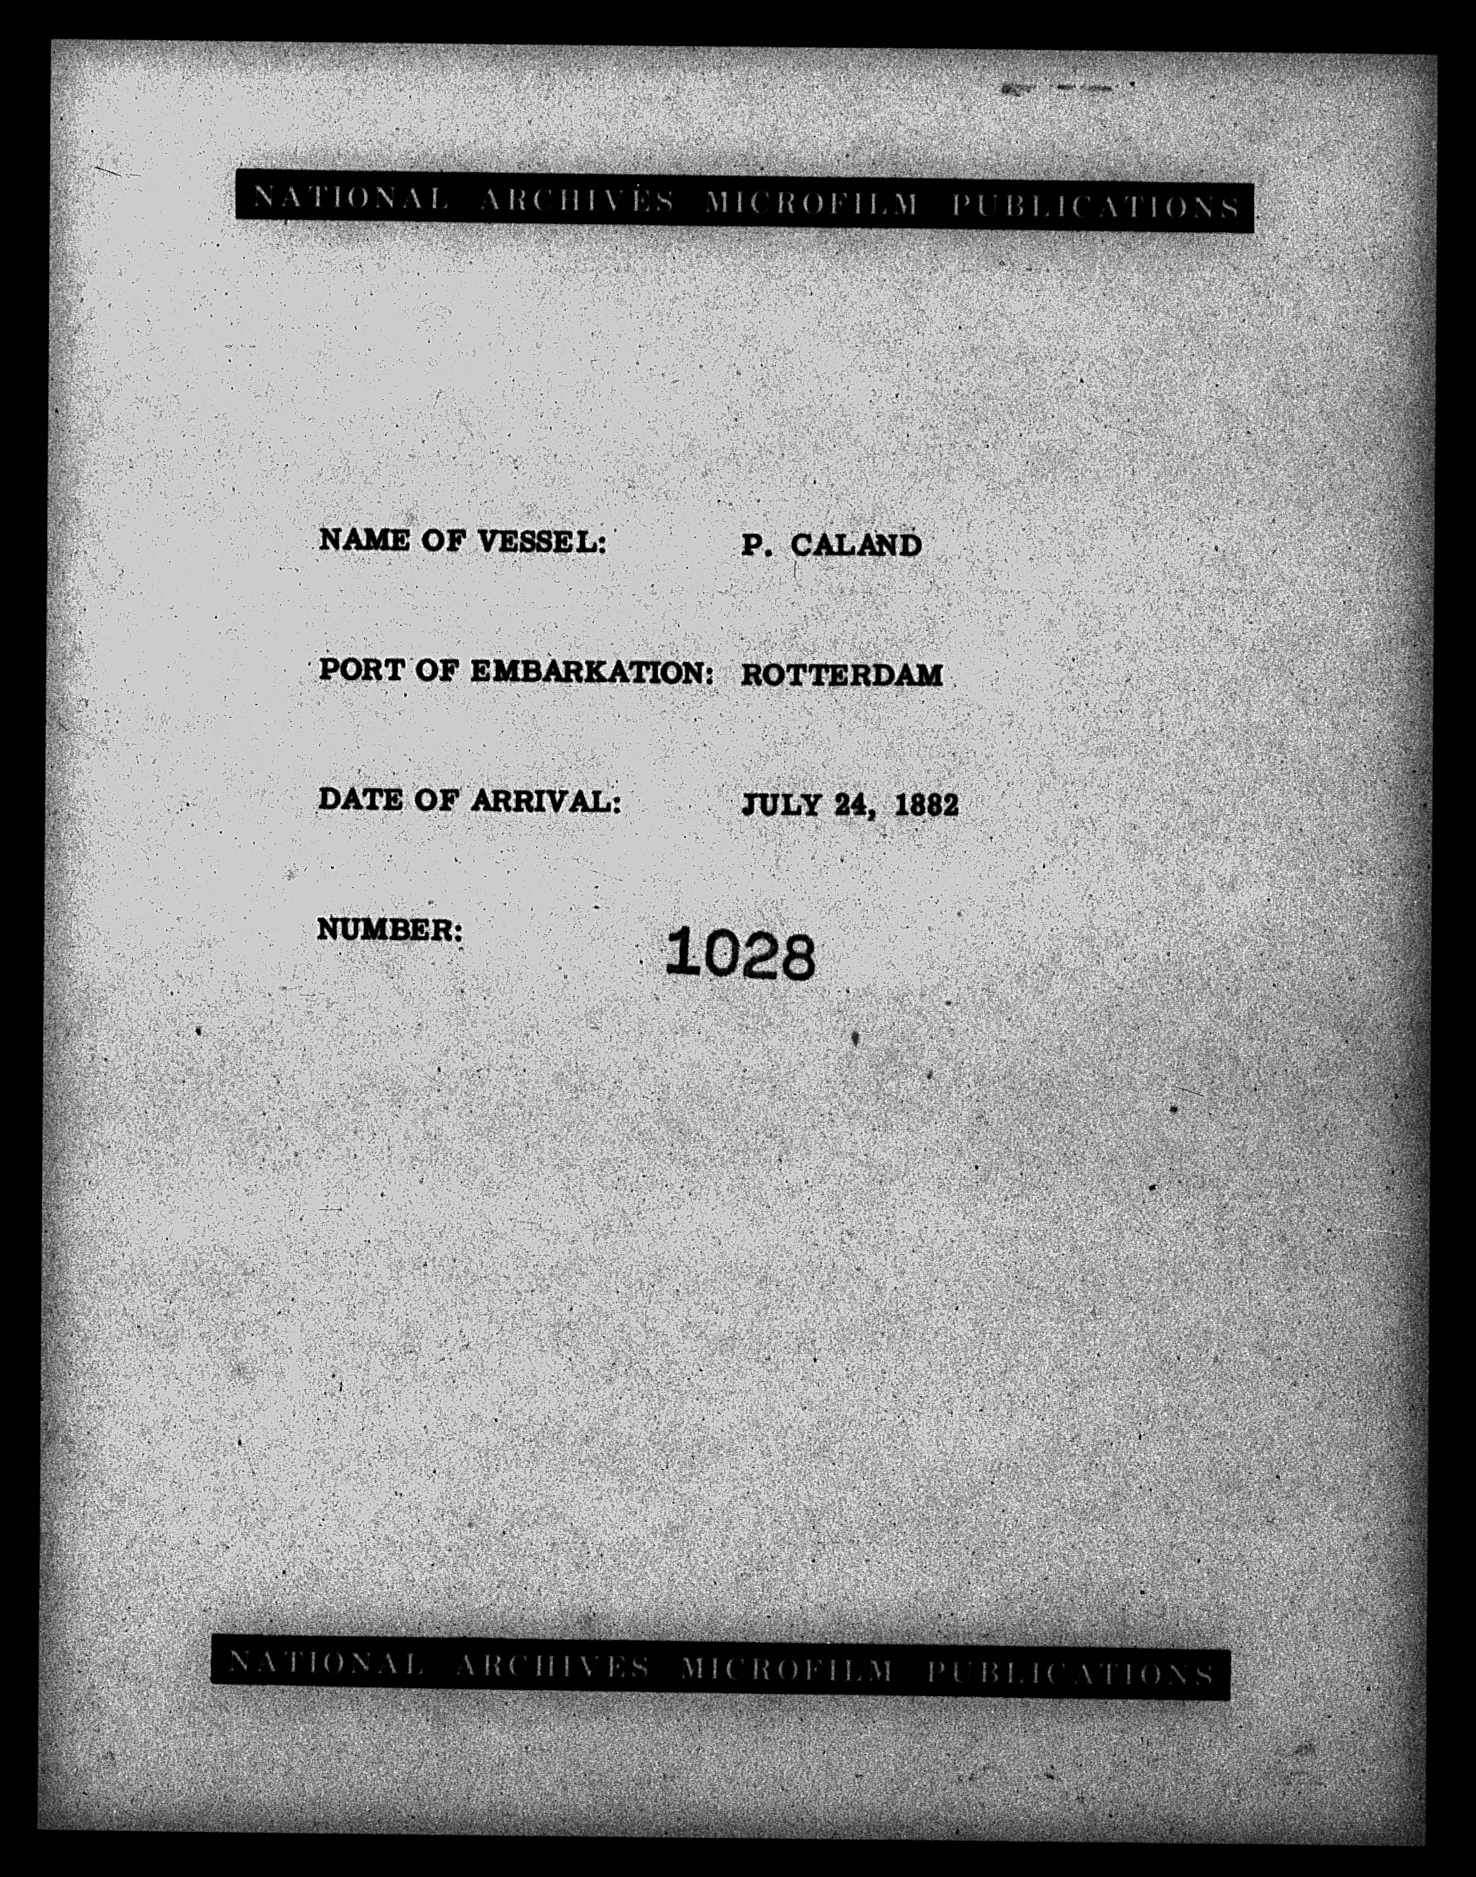 NATIONAL ARCHIVES MICROFILM PUBLICATIONS
NAME OF VESSEL: P. CALAND
PORT OF EMBARKATION: ROTTERDAM
DATE OF ARRIVAL: JULY 24, 1882
NUMBER: 1028
NATIONAL ARCHIVES MICROFILM PUBLICATIONS